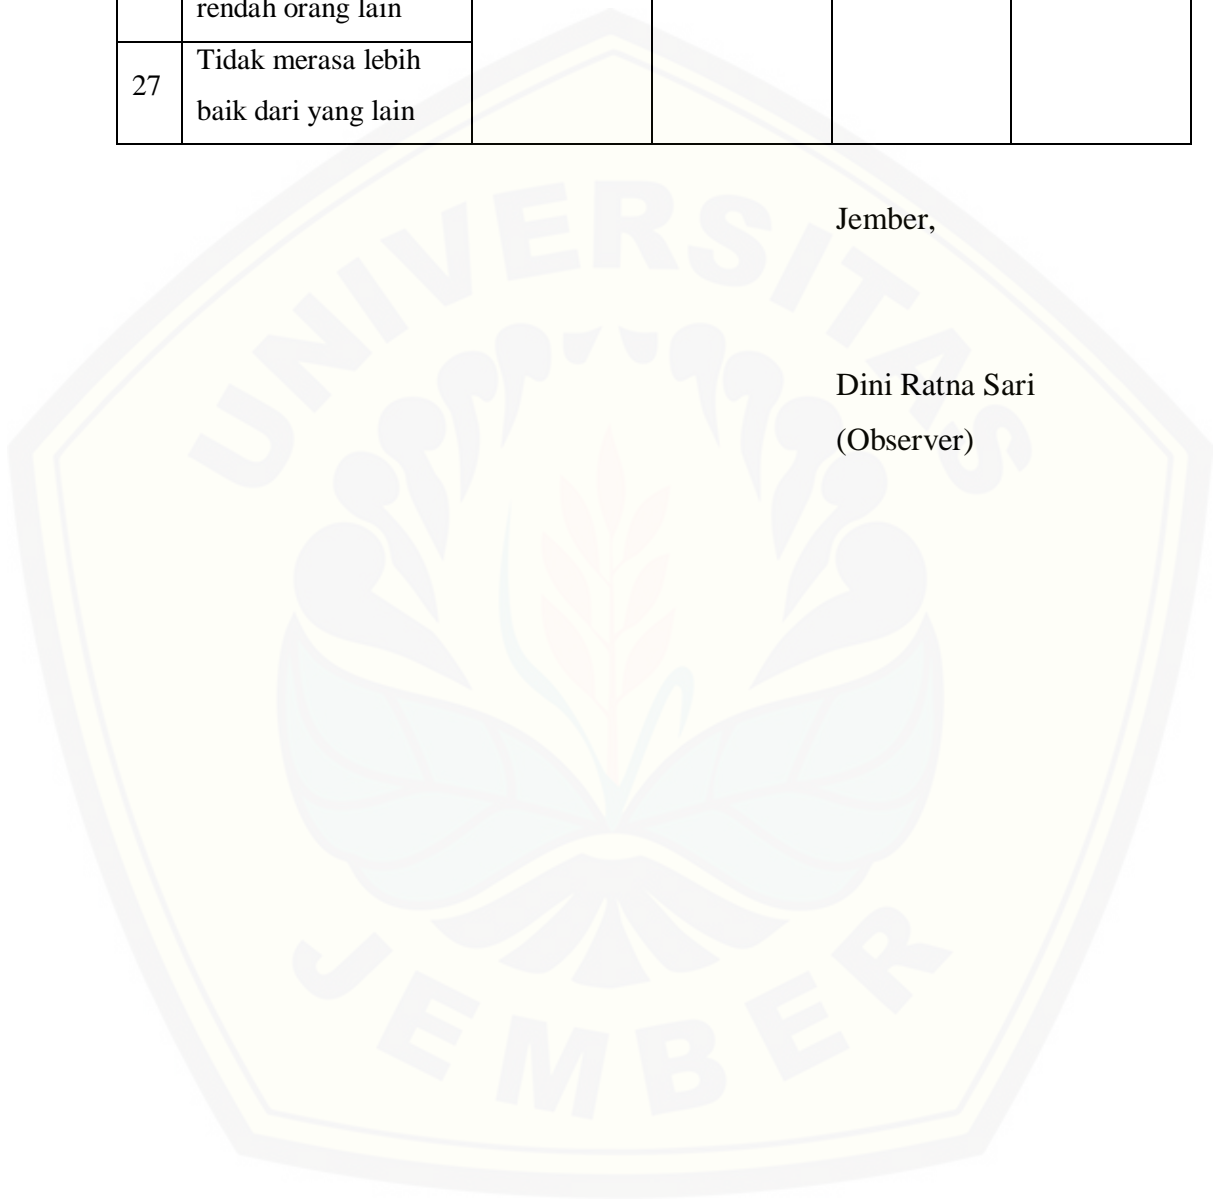 rendah orang lain
27
Tidak merasa lebih
baik dari yang lain
Jember,
Dini Ratna Sari
(Observer)
UNIVERSITAS
JEMBER